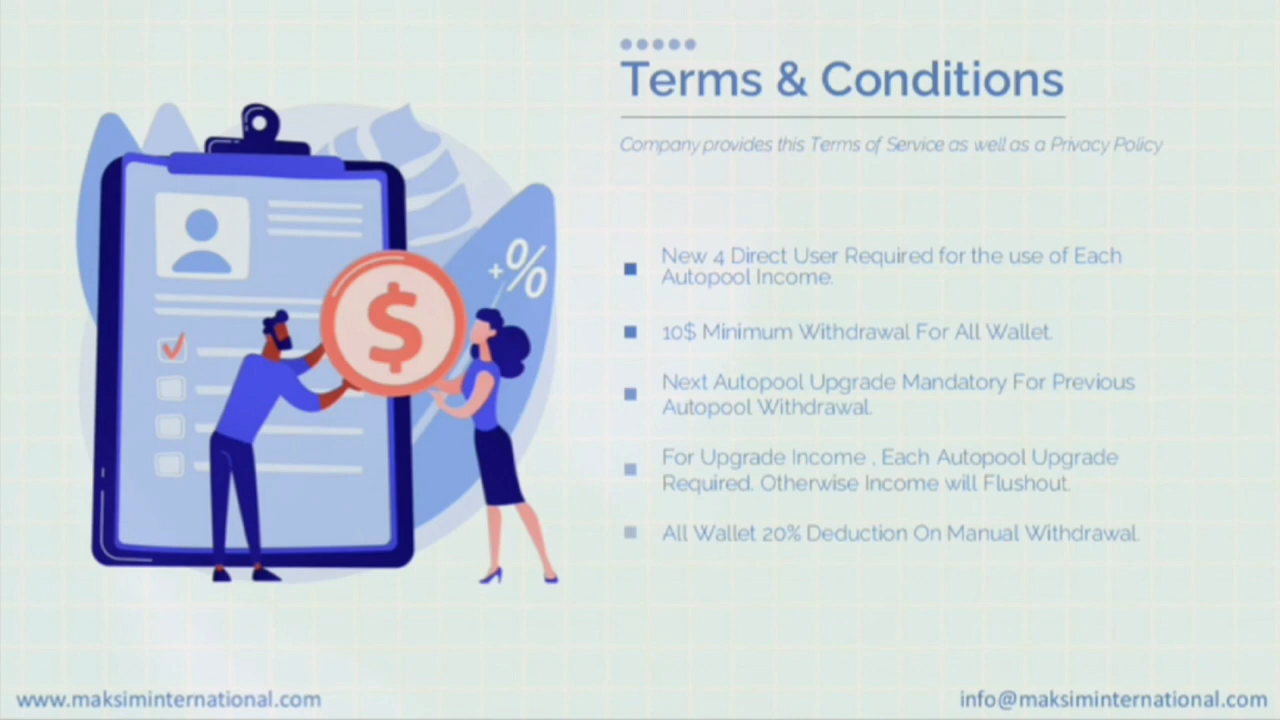 Terms & Conditions
Company provides this Terms of Service as well as a Privacy Policy
New 4 Direct User Required for the use of Each
Autopool Income.
10$ Minimum Withdrawal For All Wallet.
Next Autopool Upgrade Mandatory For Previous
Autopool Withdrawal.
For Upgrade Income , Each Autopool Upgrade
Required. Otherwise Income will Flushout.
All Wallet 20% Deduction On Manual Withdrawal.
+%
$
www.maksiminternational.com
info@maksiminternational.com